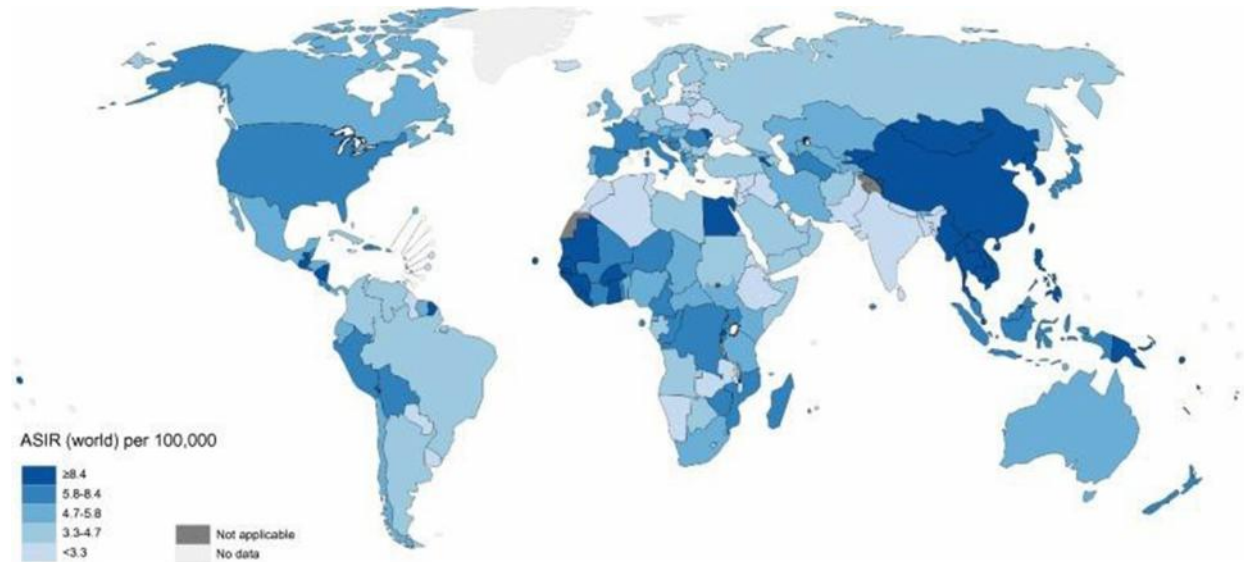 ASIR (world) per 100,000
≥8.4
5.8-8.4
4.7-5.8
3.3-4.7
<3.3
Not applicable
No data